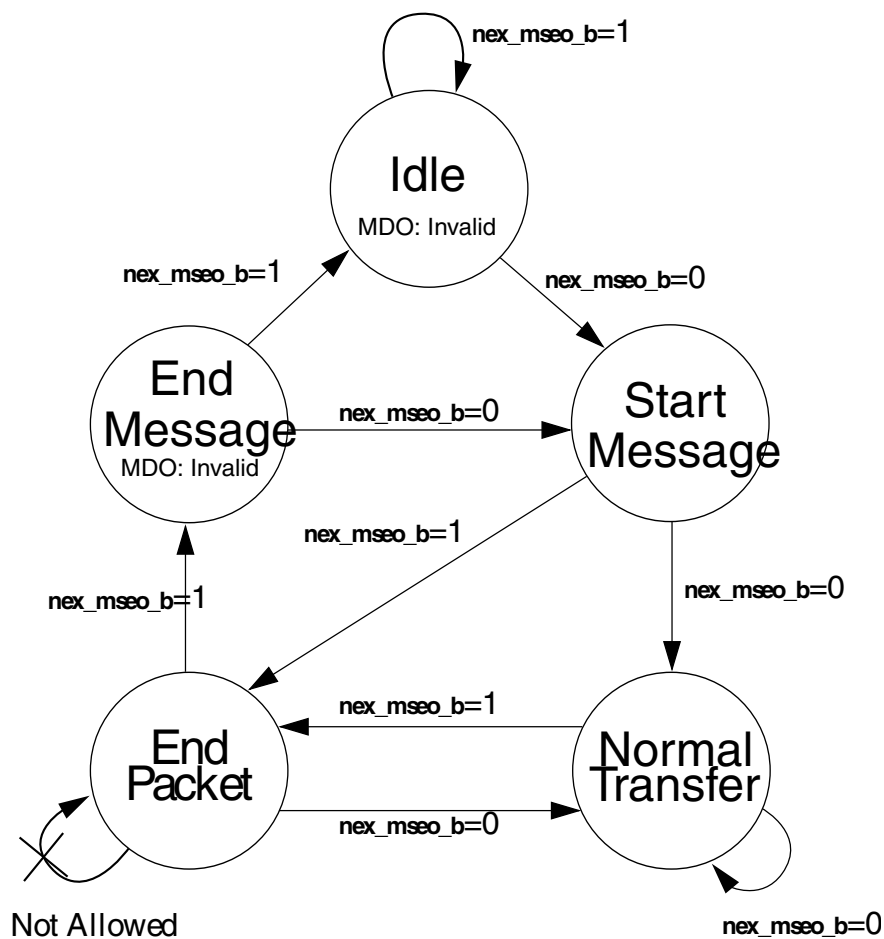 nex_mseo_b=1
Idle
MDO: Invalid
nex_mseo_b=1
nex_mseo_b=0
End
Message
MDO: Invalid
nex_mseo_b=0
Start
Message
nex_mseo_b=1
nex_mseo_b=1
nex_mseo_b=0
nex_mseo_b=1
End
Packet
Normal
Transfer
nex_mseo_b=0
Not Allowed
nex_mseo_b=0